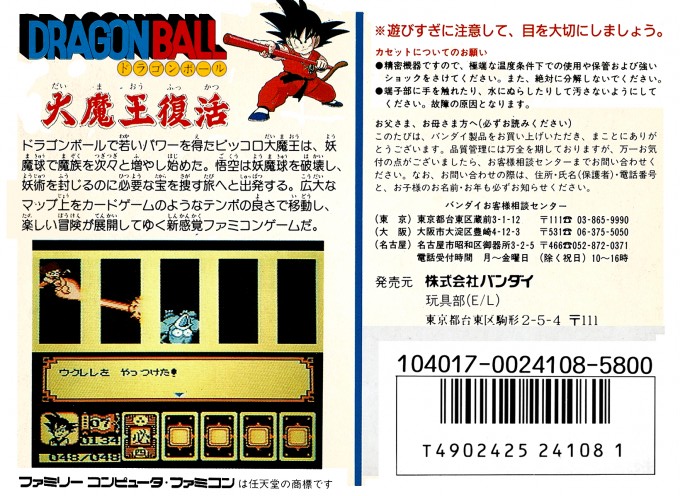 DRAGONBALL
ドラゴンボール
だい ま おう ふっ かつ
大魔王復活
ドラゴンボールで若いパワーを得たピッコロ大魔王は、妖
魔球で魔族を次々と増やし始めた。悟空は妖魔球を破壊し、
妖術を封じるのに必要な宝を捜す旅へと出発する。広大な
マップ上をカードゲームのようなテンポの良さで移動し、
楽しい冒険が展開してゆく新感覚ファミコンゲームだ。
ウクレレを やっつけた!
07
0134
048/048
必
ファミリー コンピュータ・ファミコン は任天堂の商標です
※遊びすぎに注意して、目を大切にしましょう。
カセットについてのお願い
●精密機器ですので、極端な温度条件下での使用や保管および強い
ショックをさけてください。また、絶対に分解しないでください。
●端子部に手を触れたり、水にぬらしたりして汚さないようにして
ください。故障の原因となります。
お父さま、お母さま方へ(必ずお読みください)
このたびは、バンダイ製品をお買い上げいただき、まことにありが
とうございます。品質管理には万全を期しておりますが、万一お気
付の点がございましたら、お客様相談センターまでお問い合わせく
ださい。なお、お問い合わせの際は、住所・氏名(保護者)・電話番号
と、お子様のお名前・お年も必ずお知らせください。
バンダイお客様相談センター
(東 京) 東京都台東区蔵前3-1-12 〒111☎ 03-865-9990
(大 阪) 大阪市大淀区豊崎4-12-3 〒531☎ 06-375-5050
(名古屋) 名古屋市昭和区御器所3-2-5 〒466☎052-872-0371
電話受付時間 月～金曜日 (除く祝日) 10～16時
発売元 株式会社バンダイ
玩具部(E/L)
東京都台東区駒形2-5-4 〒111
104017-0024108-5800
T4902425 24108 1